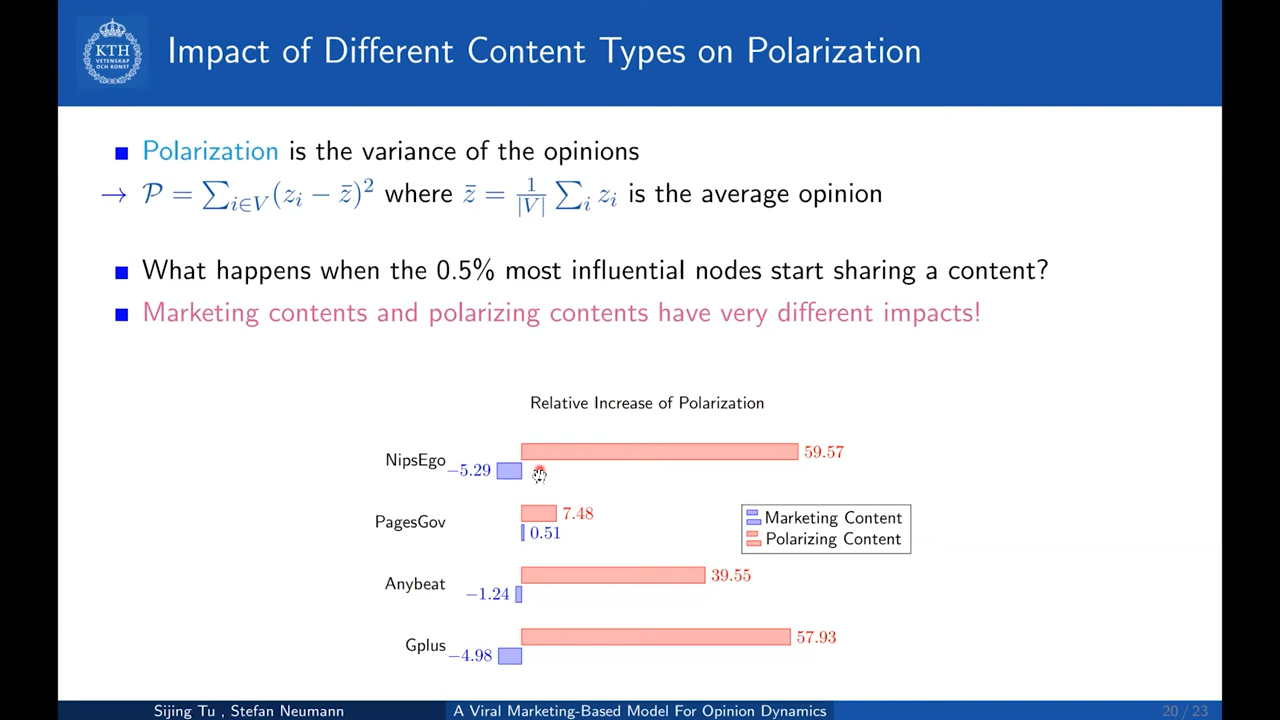 KTH
VETENSKAP
OCH KONST
Impact of Different Content Types on Polarization
Polarization is the variance of the opinions
→ 𝒫 = ∑_{i∈V}(z_i − z̄)² where z̄ = 1/|V| ∑_i z_i is the average opinion
What happens when the 0.5% most influential nodes start sharing a content?
Marketing contents and polarizing contents have very different impacts!
Relative Increase of Polarization
NipsEgo
59.57
−5.29
PagesGov
7.48
0.51
Anybeat
39.55
−1.24
Gplus
57.93
−4.98
Marketing Content
Polarizing Content
Sijing Tu , Stefan Neumann
A Viral Marketing-Based Model For Opinion Dynamics
20 / 23